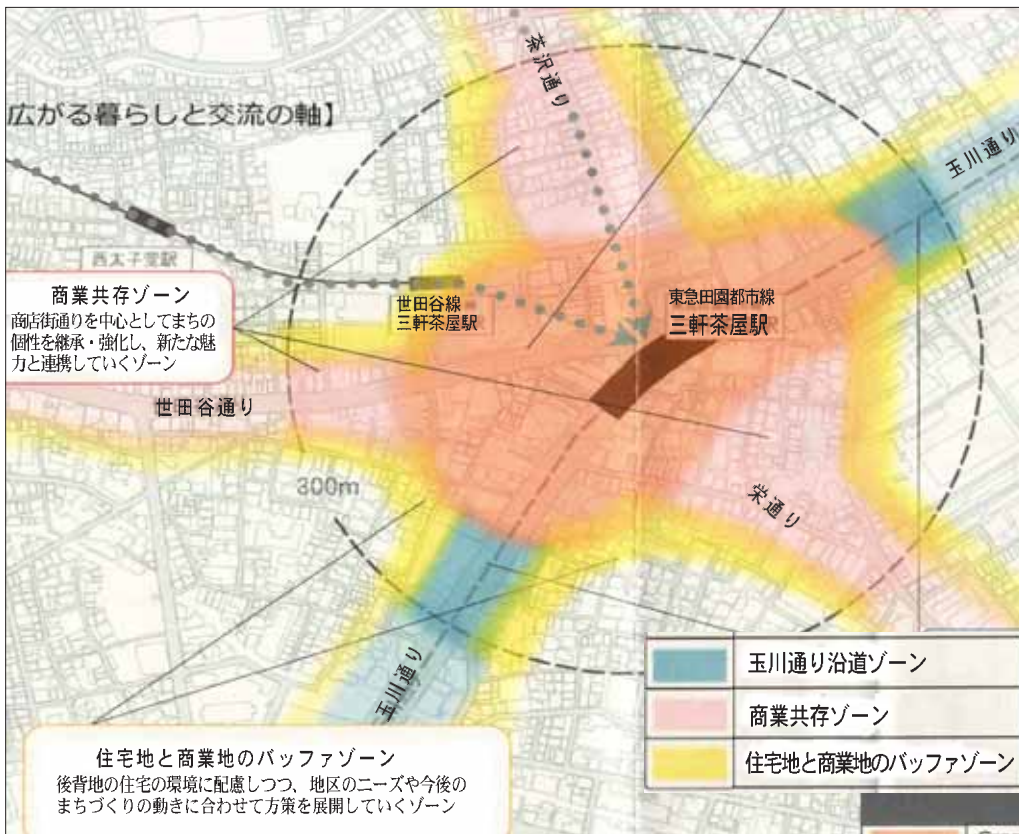 茶沢通り
広がる暮らしと交流の軸】
玉川通り
西太子堂駅
商業共存ゾーン
商店街通りを中心としてまちの
個性を継承・強化し、新たな魅
力と連携していくゾーン
世田谷線
三軒茶屋駅
東急田園都市線
三軒茶屋駅
世田谷通り
300m
栄通り
玉川通り
玉川通り沿道ゾーン
商業共存ゾーン
住宅地と商業地のバッファゾーン
住宅地と商業地のバッファゾーン
後背地の住宅の環境に配慮しつつ、地区のニーズや今後の
まちづくりの動きに合わせて方策を展開していくゾーン